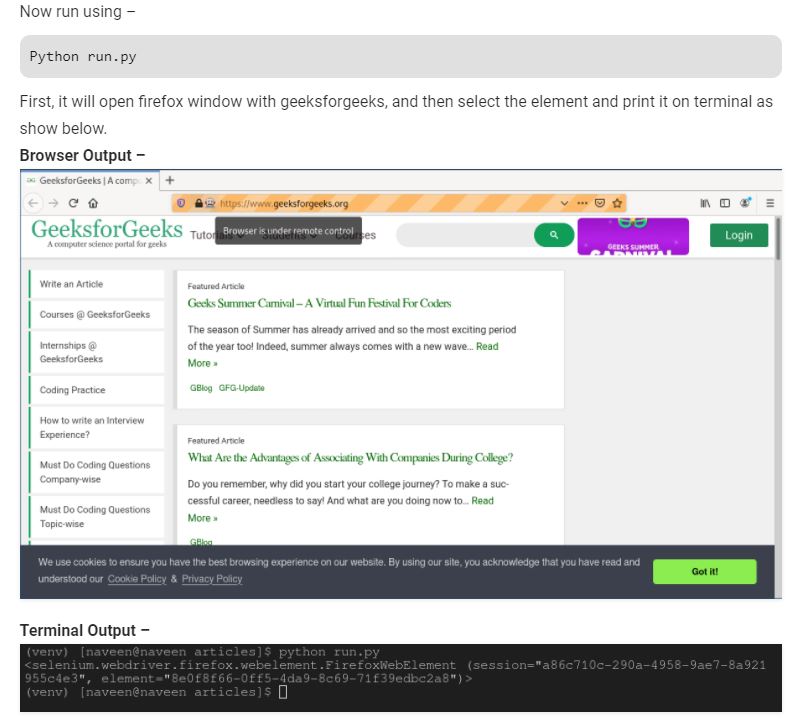 Now run using –
Python run.py
First, it will open firefox window with geeksforgeeks, and then select the element and print it on terminal as
show below.
Browser Output –
GeeksforGeeks | A comp
https://www.geeksforgeeks.org
GeeksforGeeks
A computer science portal for geeks
Tutorials Students Courses
Browser is under remote control
GEEKS SUMMER
CARNIVAL
Login
Write an Article
Courses @ GeeksforGeeks
Internships @
GeeksforGeeks
Coding Practice
How to write an Interview
Experience?
Must Do Coding Questions
Company-wise
Must Do Coding Questions
Topic-wise
Featured Article
Geeks Summer Carnival – A Virtual Fun Festival For Coders
The season of Summer has already arrived and so the most exciting period
of the year too! Indeed, summer always comes with a new wave... Read
More »
GBlog GFG-Update
Featured Article
What Are the Advantages of Associating With Companies During College?
Do you remember, why did you start your college journey? To make a suc-
cessful career, needless to say! And what are you doing now to... Read
More »
GBlog
We use cookies to ensure you have the best browsing experience on our website. By using our site, you acknowledge that you have read and
understood our Cookie Policy & Privacy Policy
Got it!
Terminal Output –
(venv) [naveen@naveen articles]$ python run.py
<selenium.webdriver.firefox.webelement.FirefoxWebElement (session="a86c710c-290a-4958-9ae7-8a921
955c4e3", element="8e0f8f66-0ff5-4da9-8c69-71f39edbc2a8")>
(venv) [naveen@naveen articles]$